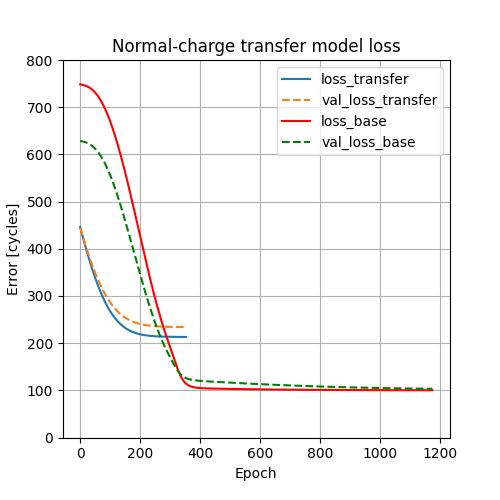 Normal-charge transfer model loss
800
700
600
500
400
300
200
100
0
Error [cycles]
loss_transfer
val_loss_transfer
loss_base
val_loss_base
0 200 400 600 800 1000 1200
Epoch